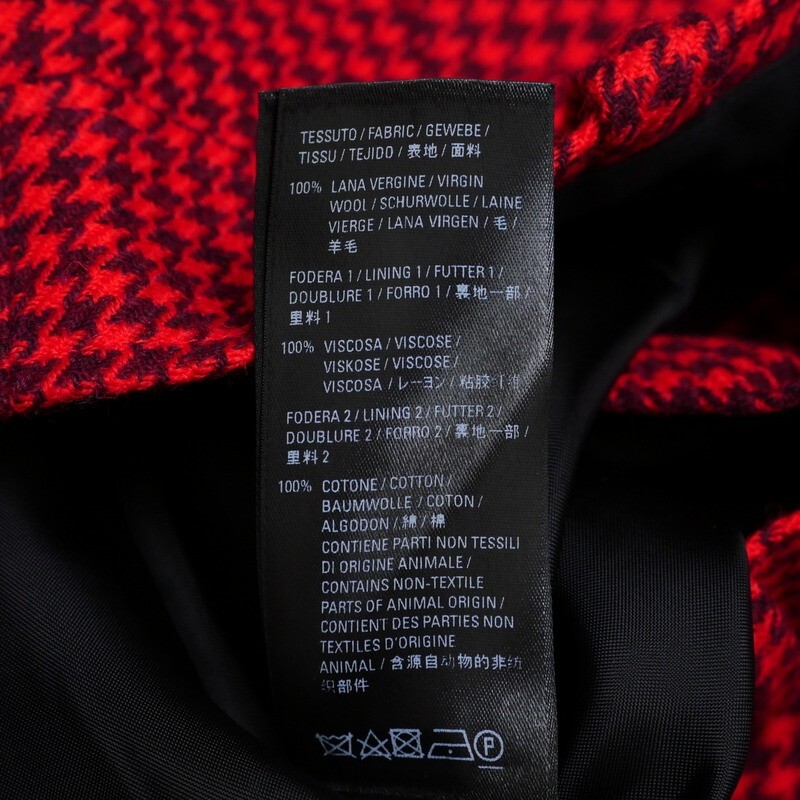 TESSUTO / FABRIC / GEWEBE /
TISSU / TEJIDO / 表地 / 面料
100% LANA VERGINE / VIRGIN
WOOL / SCHURWOLLE / LAINE
VIERGE / LANA VIRGEN / 毛 /
羊毛
FODERA 1 / LINING 1 / FUTTER 1 /
DOUBLURE 1 / FORRO 1 / 裏地一部 /
里料 1
100% VISCOSA / VISCOSE /
VISKOSE / VISCOSE /
VISCOSA / レーヨン / 粘胶
FODERA 2 / LINING 2 / FUTTER 2 /
DOUBLURE 2 / FORRO 2 / 裏地一部 /
里料 2
100% COTONE / COTTON /
BAUMWOLLE / COTON /
ALGODON / 綿 / 棉
CONTIENE PARTI NON TESSILI
DI ORIGINE ANIMALE /
CONTAINS NON-TEXTILE
PARTS OF ANIMAL ORIGIN /
CONTIENT DES PARTIES NON
TEXTILES D'ORIGINE
ANIMAL / 含源自动物的非纺
织部件
P